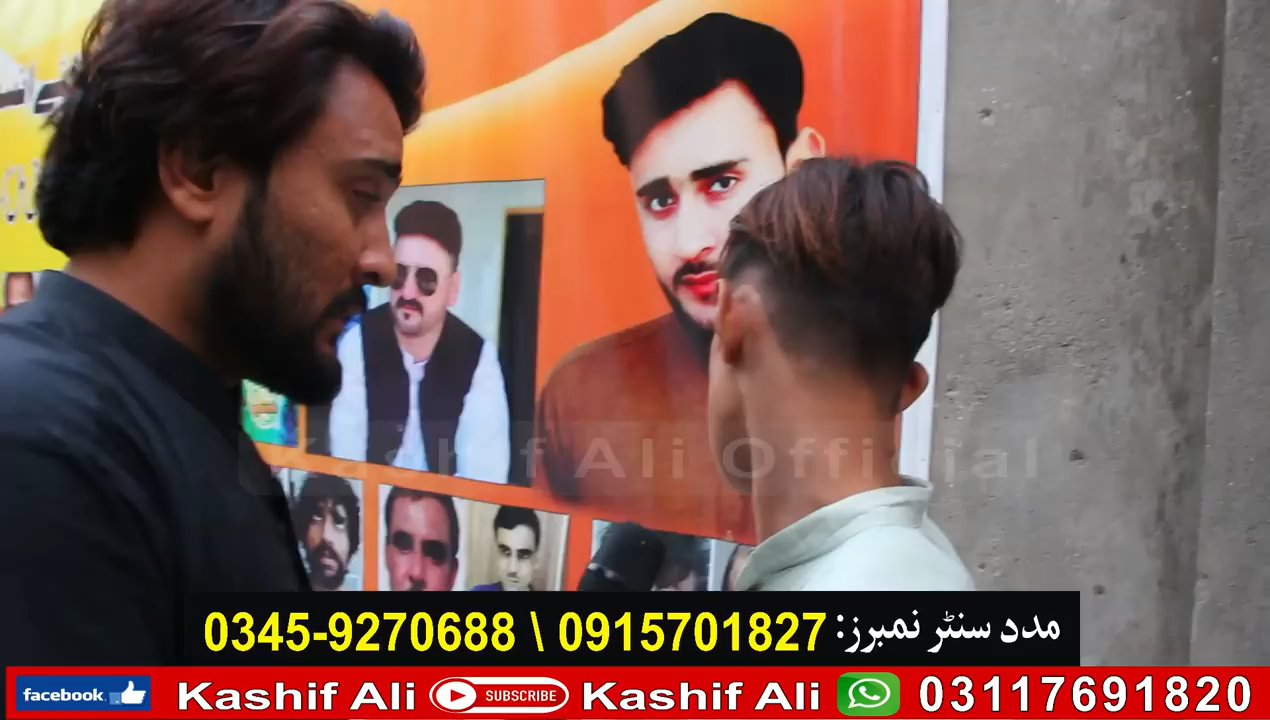 Kashif Ali Official
مدد سنٹر نمبرز: 0915701827 \ 0345-9270688
facebook Kashif Ali SUBSCRIBE Kashif Ali 03117691820